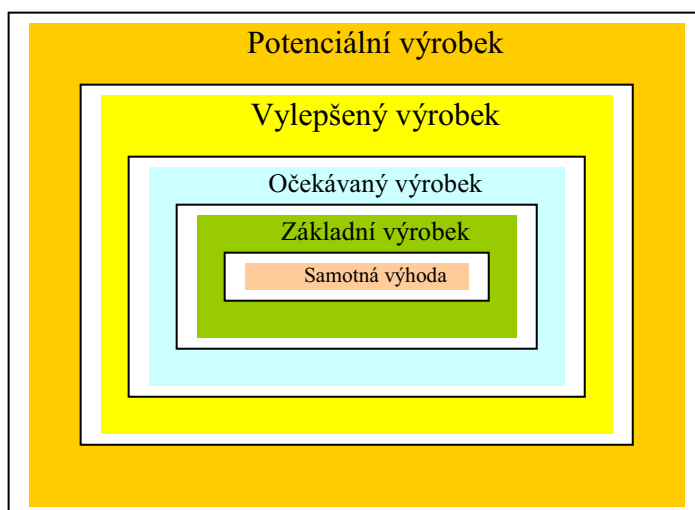 Potenciální výrobek
Vylepšený výrobek
Očekávaný výrobek
Základní výrobek
Samotná výhoda